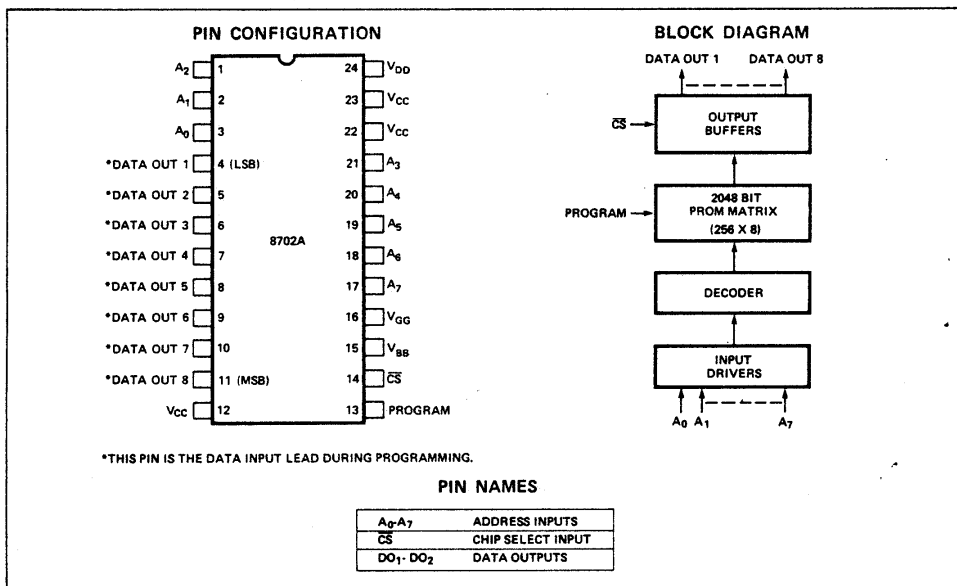 PIN CONFIGURATION
A2 1 24 VDD
A1 2 23 VCC
A0 3 22 VCC
*DATA OUT 1 4 (LSB) 21 A3
*DATA OUT 2 5 20 A4
*DATA OUT 3 6 19 A5
8702A
*DATA OUT 4 7 18 A6
*DATA OUT 5 8 17 A7
*DATA OUT 6 9 16 VGG
*DATA OUT 7 10 15 VBB
*DATA OUT 8 11 (MSB) 14 C̅S̅
VCC 12 13 PROGRAM
*THIS PIN IS THE DATA INPUT LEAD DURING PROGRAMMING.
BLOCK DIAGRAM
DATA OUT 1 DATA OUT 8
C̅S̅
OUTPUT
BUFFERS
PROGRAM
2048 BIT
PROM MATRIX
(256 X 8)
DECODER
INPUT
DRIVERS
A0 A1 A7
PIN NAMES
A0-A7 ADDRESS INPUTS
C̅S̅ CHIP SELECT INPUT
DO1- DO2 DATA OUTPUTS